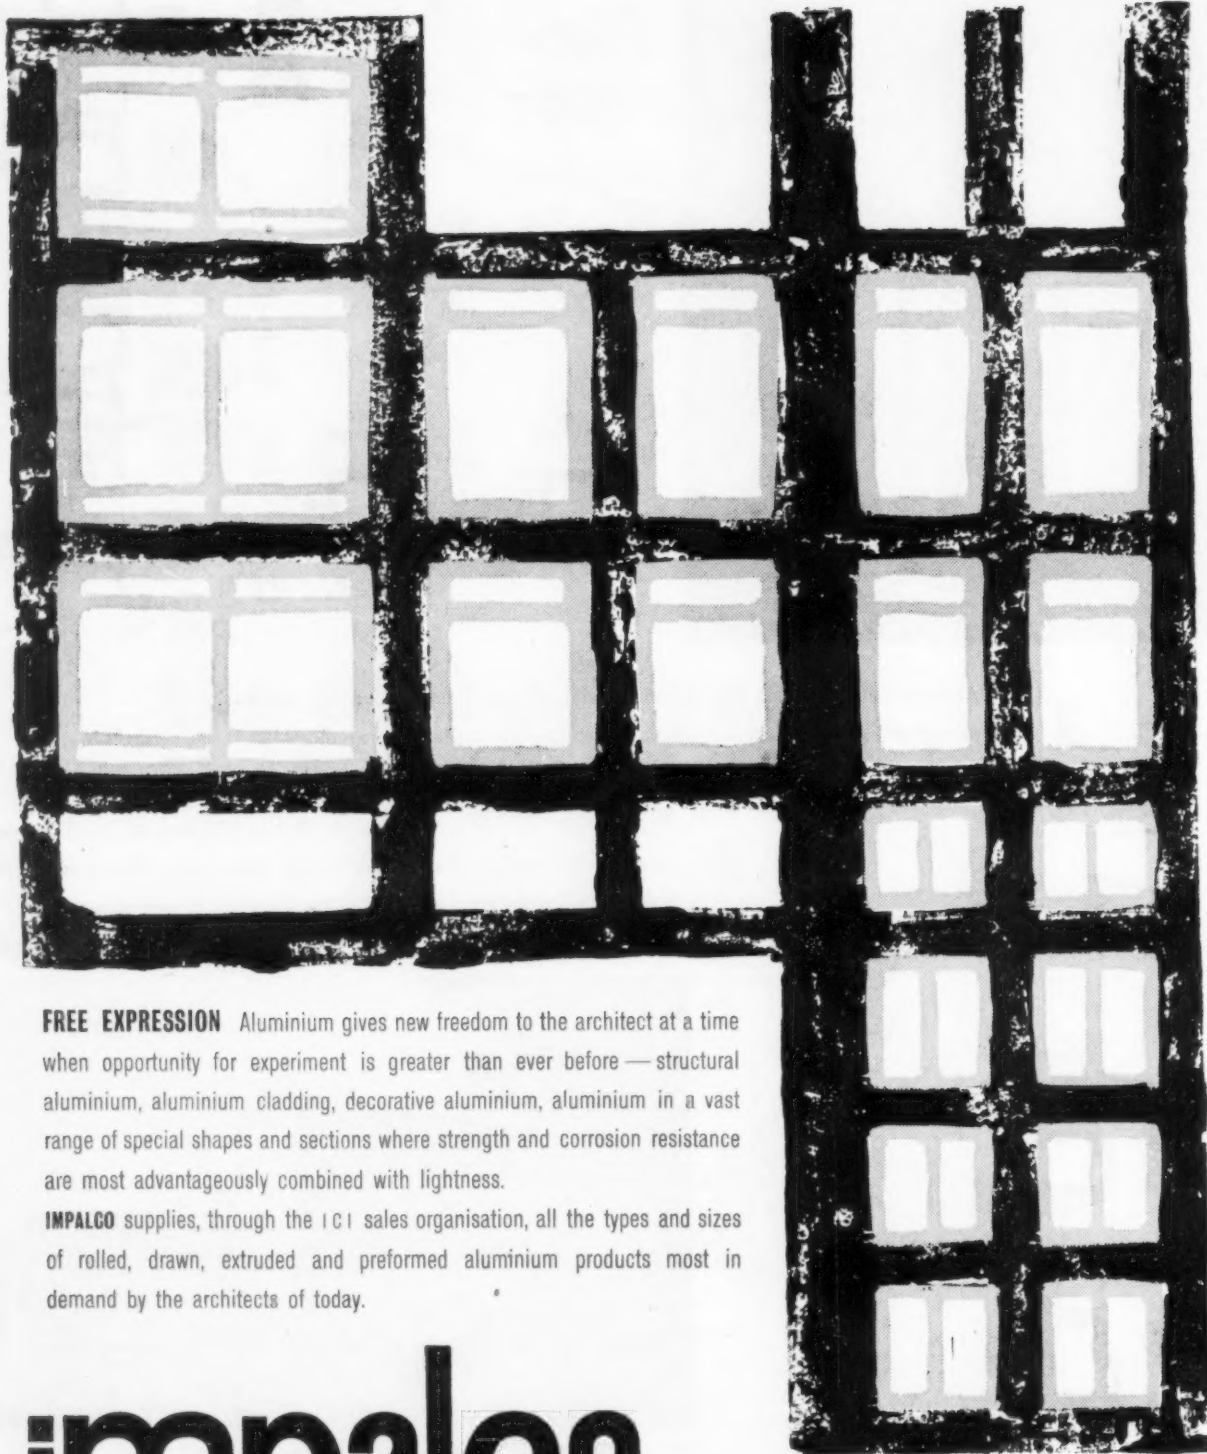 FREE EXPRESSION Aluminium gives new freedom to the architect at a time
when opportunity for experiment is greater than ever before — structural
aluminium, aluminium cladding, decorative aluminium, aluminium in a vast
range of special shapes and sections where strength and corrosion resistance
are most advantageously combined with lightness.
IMPALCO supplies, through the ICI sales organisation, all the types and sizes
of rolled, drawn, extruded and preformed aluminium products most in
demand by the architects of today.
impalco